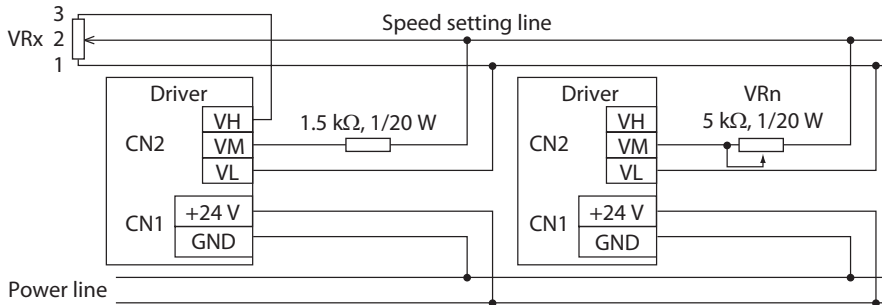 3
VRx 2
1
Speed setting line
Driver
CN2
VH
VM
VL
1.5 kΩ, 1/20 W
CN1
+24 V
GND
Driver
CN2
VH
VM
VL
VRn
5 kΩ, 1/20 W
CN1
+24 V
GND
Power line